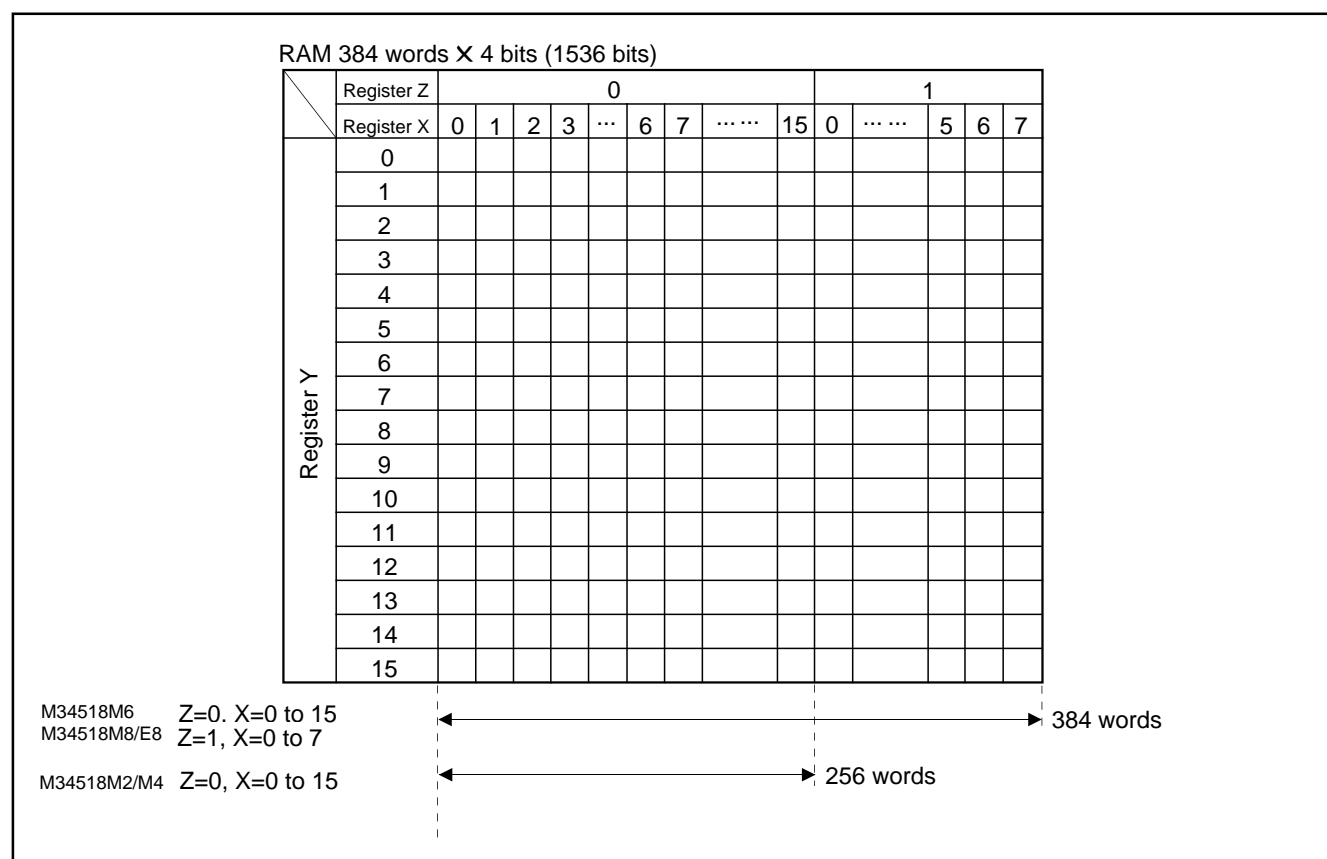 RAM 384 words × 4 bits (1536 bits)
Register Z 0 1
Register X 0 1 2 3 ··· 6 7 ··· ··· 15 0 ··· ··· 5 6 7
Register Y
0
1
2
3
4
5
6
7
8
9
10
11
12
13
14
15
M34518M6 Z=0. X=0 to 15
M34518M8/E8 Z=1, X=0 to 7
384 words
M34518M2/M4 Z=0, X=0 to 15
256 words